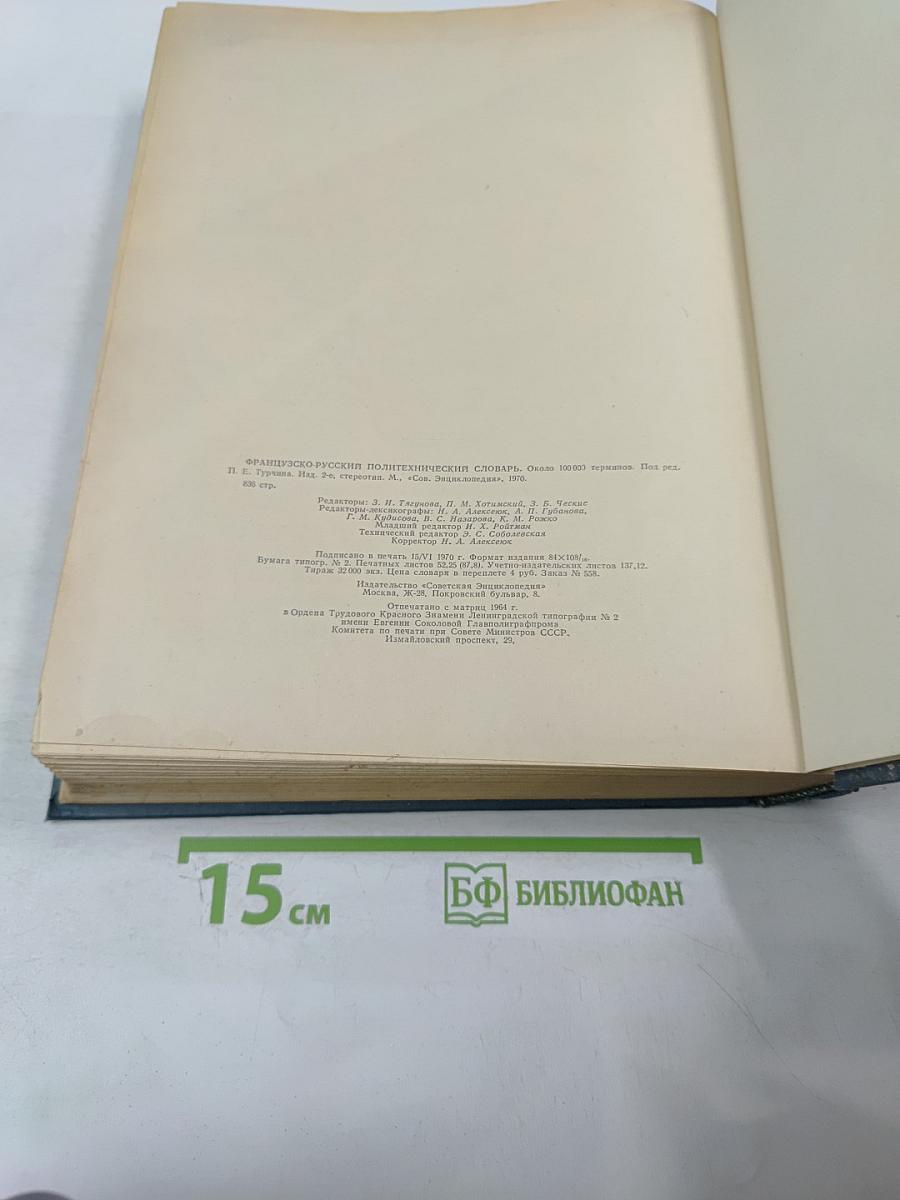 ФРАНЦУЗСКО-РУССКИЙ ПОЛИТЕХНИЧЕСКИЙ СЛОВАРЬ. Около 100 000 терминов. Под ред.
П. Е. Турчина. Изд. 2-е, стереотип. М., «Сов. Энциклопедия», 1970.
836 стр.
Редакторы: З. И. Тягунова, П. М. Хотимский, З. Б. Ческис
Редакторы-лексикографы: Н. А. Алексеюк, А. П. Губанова,
Г. М. Кудисова, В. С. Назарова, К. М. Рожко
Младший редактор И. Х. Ройтман
Технический редактор Э. С. Соболевская
Корректор Н. А. Алексеюк
Подписано в печать 15/VI 1970 г. Формат издания 84×108/16.
Бумага типогр. № 2. Печатных листов 52,25 (87,8). Учетно-издательских листов 137,12.
Тираж 32 000 экз. Цена словаря в переплете 4 руб. Заказ № 558.
Издательство «Советская Энциклопедия»
Москва, Ж-28, Покровский бульвар, 8.
Отпечатано с матриц 1964 г.
в Ордена Трудового Красного Знамени Ленинградской типографии № 2
имени Евгении Соколовой Главполиграфпрома
Комитета по печати при Совете Министров СССР.
Измайловский проспект, 29.
15 см
БФ БИБЛИОФАН